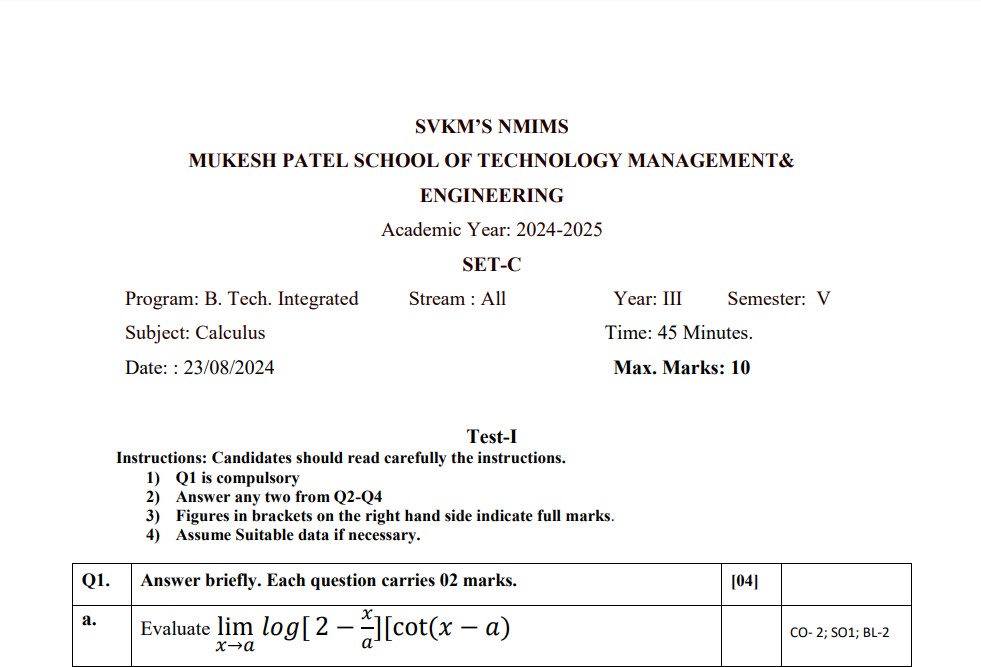 SVKM’S NMIMS
MUKESH PATEL SCHOOL OF TECHNOLOGY MANAGEMENT&
ENGINEERING
Academic Year: 2024-2025
SET-C
Program: B. Tech. Integrated Stream : All Year: III Semester: V
Subject: Calculus Time: 45 Minutes.
Date: : 23/08/2024 Max. Marks: 10
Test-I
Instructions: Candidates should read carefully the instructions.
1) Q1 is compulsory
2) Answer any two from Q2-Q4
3) Figures in brackets on the right hand side indicate full marks.
4) Assume Suitable data if necessary.
Q1. Answer briefly. Each question carries 02 marks. [04]
a. Evaluate lim x→a log[ 2 − x/a ][cot(x − a) CO- 2; SO1; BL-2